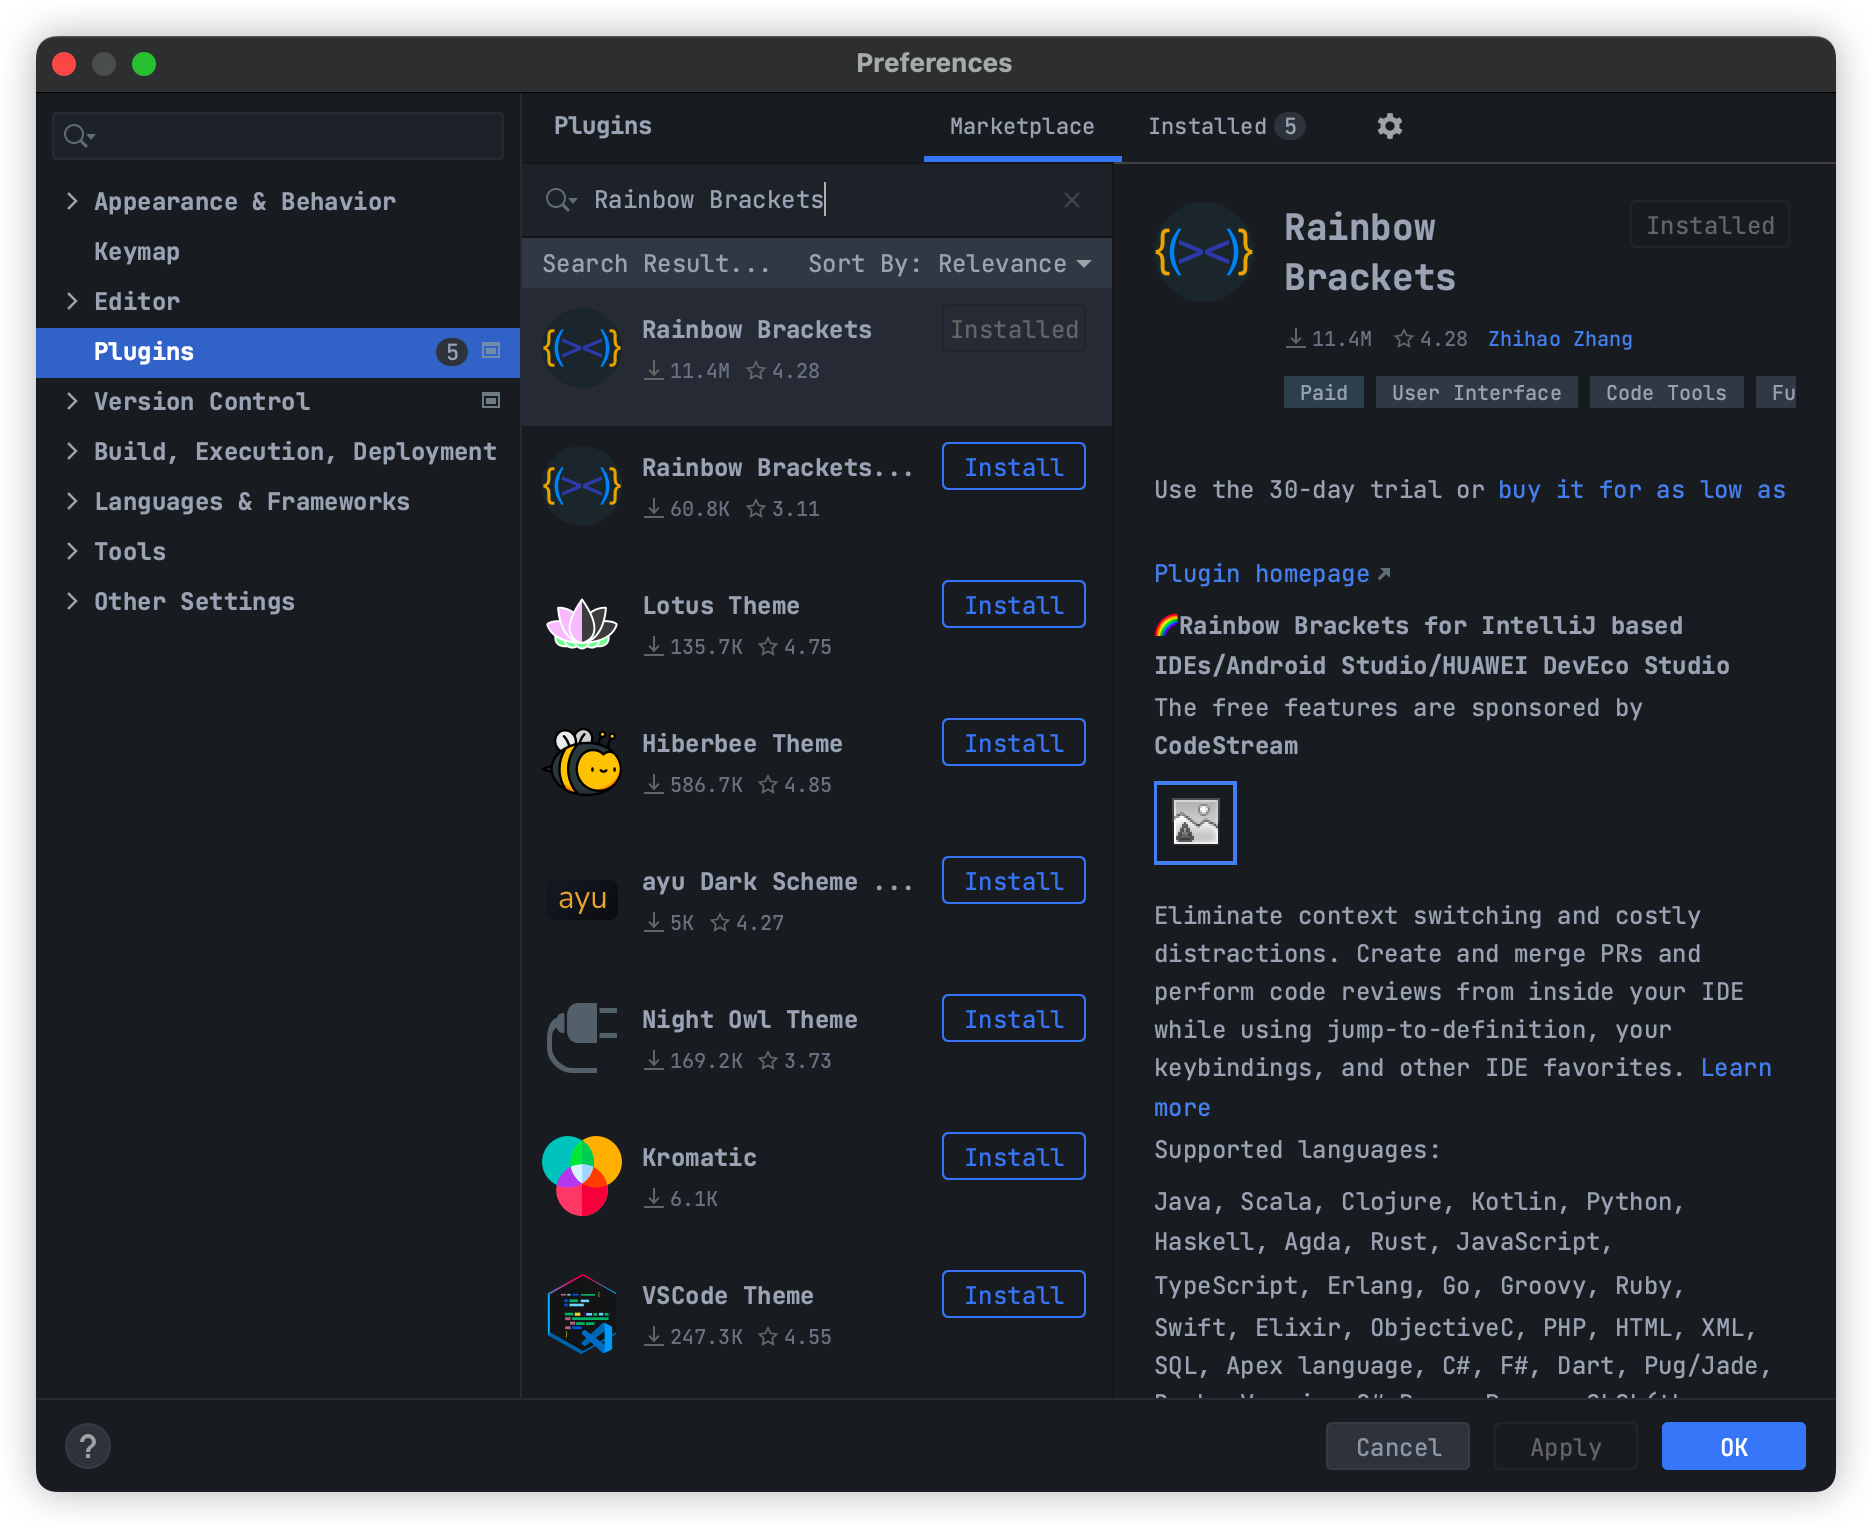 Preferences
Plugins
Marketplace
Installed 5
Appearance & Behavior
Keymap
Editor
Plugins 5
Version Control
Build, Execution, Deployment
Languages & Frameworks
Tools
Other Settings
Rainbow Brackets
Search Result... Sort By: Relevance
Rainbow Brackets
Installed
11.4M 4.28
Rainbow Brackets...
Install
60.8K 3.11
Lotus Theme
Install
135.7K 4.75
Hiberbee Theme
Install
586.7K 4.85
ayu
ayu Dark Scheme ...
Install
5K 4.27
Night Owl Theme
Install
169.2K 3.73
Kromatic
Install
6.1K
VSCode Theme
Install
247.3K 4.55
Rainbow
Brackets
Installed
11.4M 4.28 Zhihao Zhang
Paid User Interface Code Tools Fu
Use the 30-day trial or buy it for as low as
Plugin homepage
Rainbow Brackets for IntelliJ based
IDEs/Android Studio/HUAWEI DevEco Studio
The free features are sponsored by
CodeStream
Eliminate context switching and costly
distractions. Create and merge PRs and
perform code reviews from inside your IDE
while using jump-to-definition, your
keybindings, and other IDE favorites. Learn
more
Supported languages:
Java, Scala, Clojure, Kotlin, Python,
Haskell, Agda, Rust, JavaScript,
TypeScript, Erlang, Go, Groovy, Ruby,
Swift, Elixir, ObjectiveC, PHP, HTML, XML,
SQL, Apex language, C#, F#, Dart, Pug/Jade,
?
Cancel
Apply
OK